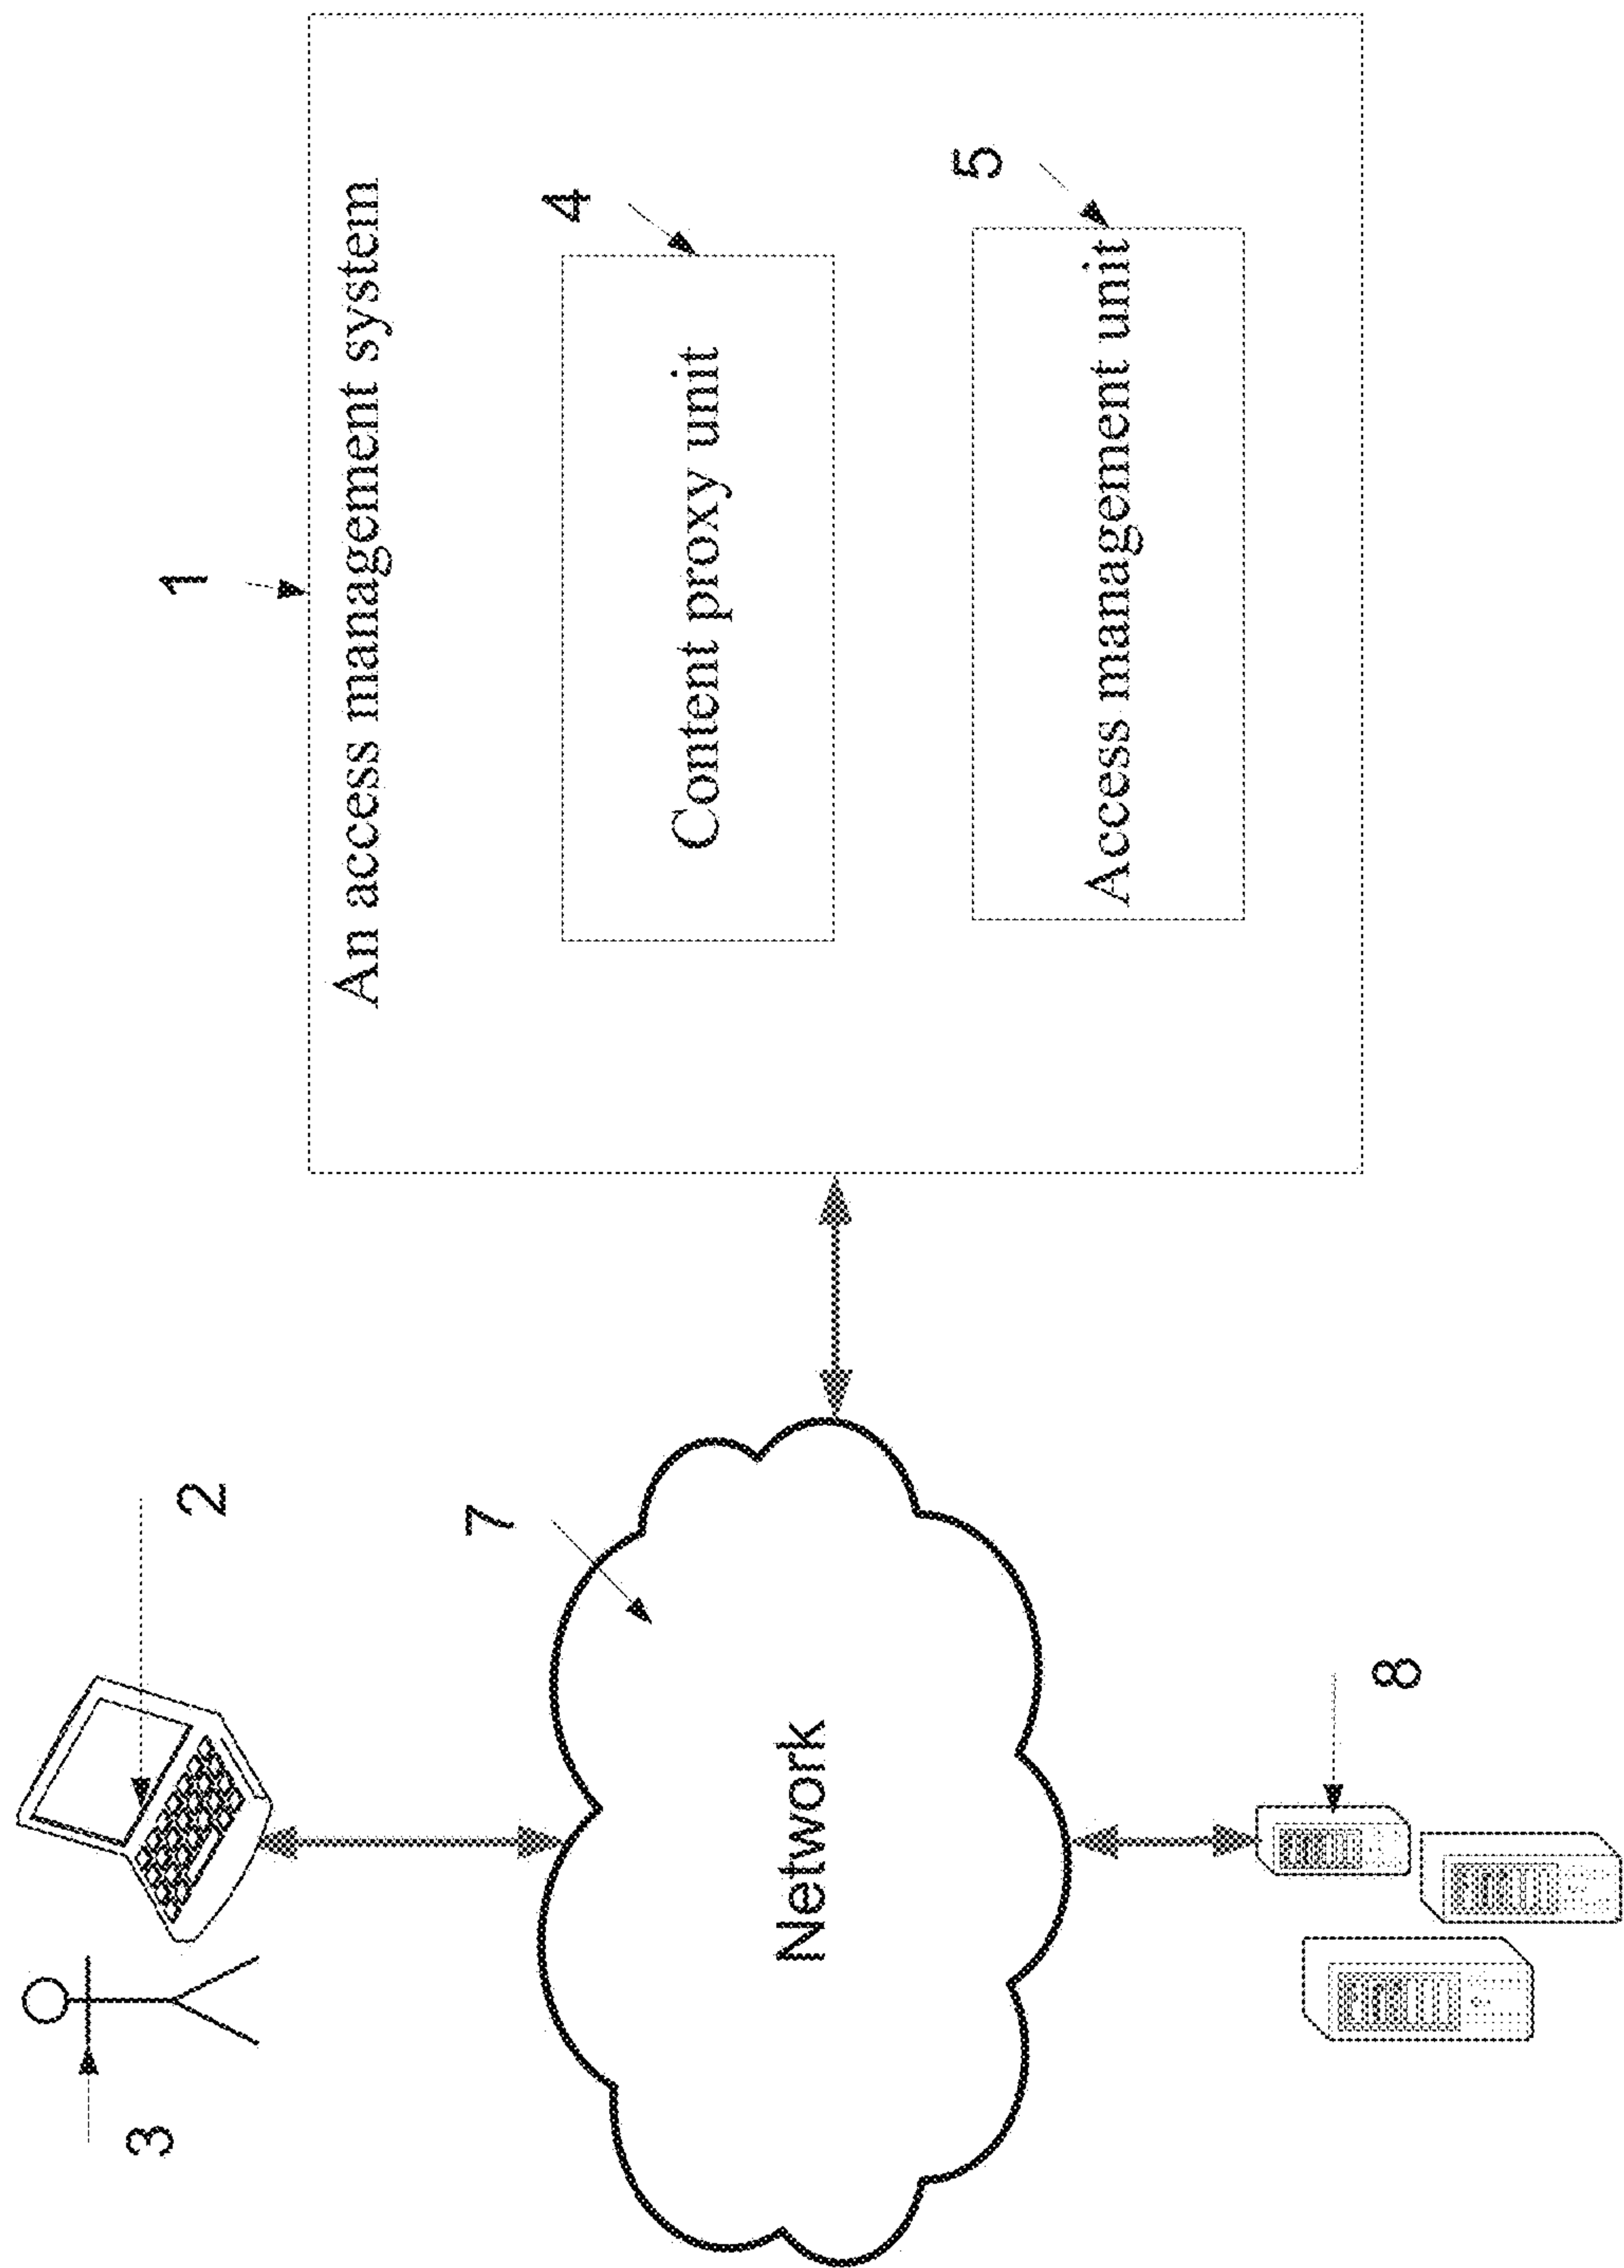 3
2
7
Network
8
1
An access management system
4
Content proxy unit
5
Access management unit